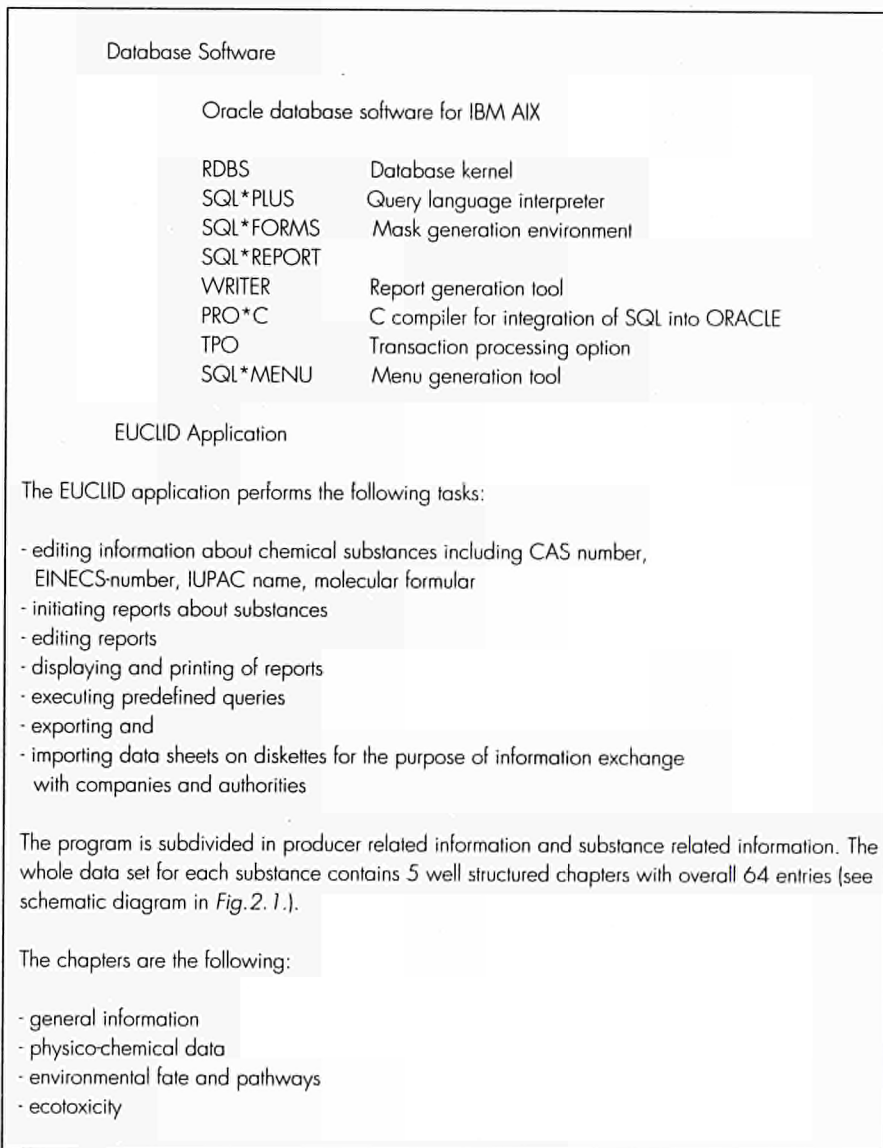 Database Software
Oracle database software for IBM AIX
RDBS Database kernel
SQL*PLUS Query language interpreter
SQL*FORMS Mask generation environment
SQL*REPORT
WRITER Report generation tool
PRO*C C compiler for integration of SQL into ORACLE
TPO Transaction processing option
SQL*MENU Menu generation tool
EUCLID Application
The EUCLID application performs the following tasks:
- editing information about chemical substances including CAS number,
EINECS-number, IUPAC name, molecular formular
- initiating reports about substances
- editing reports
- displaying and printing of reports
- executing predefined queries
- exporting and
- importing data sheets on diskettes for the purpose of information exchange
with companies and authorities
The program is subdivided in producer related information and substance related information. The
whole data set for each substance contains 5 well structured chapters with overall 64 entries (see
schematic diagram in Fig.2.1.).
The chapters are the following:
- general information
- physico-chemical data
- environmental fate and pathways
- ecotoxicity